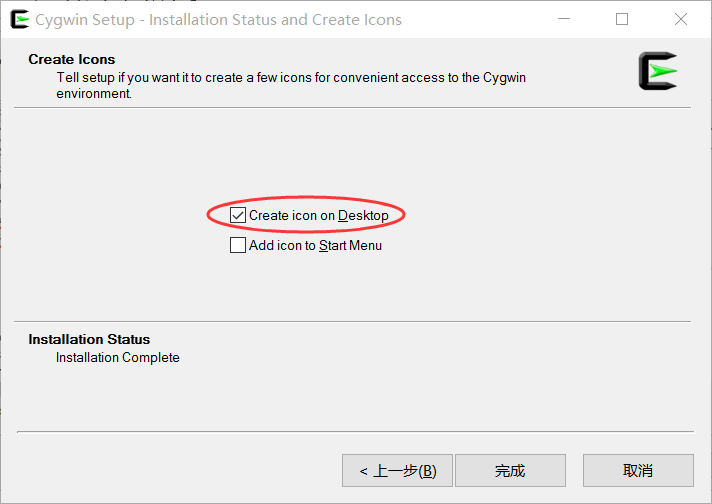 Cygwin Setup - Installation Status and Create Icons
Create Icons
Tell setup if you want it to create a few icons for convenient access to the Cygwin
environment.
Create icon on Desktop
Add icon to Start Menu
Installation Status
Installation Complete
< 上一步(B)
完成
取消